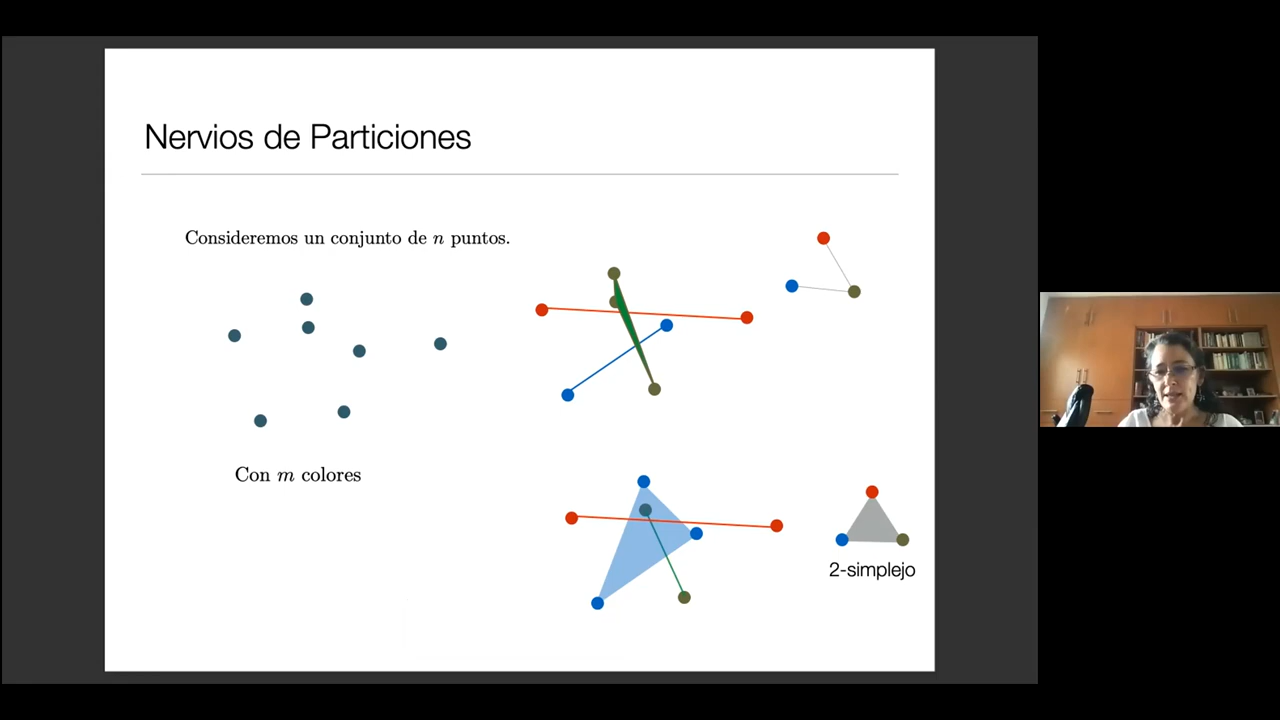 Nervios de Particiones
Consideremos un conjunto de n puntos.
Con m colores
2-simplejo